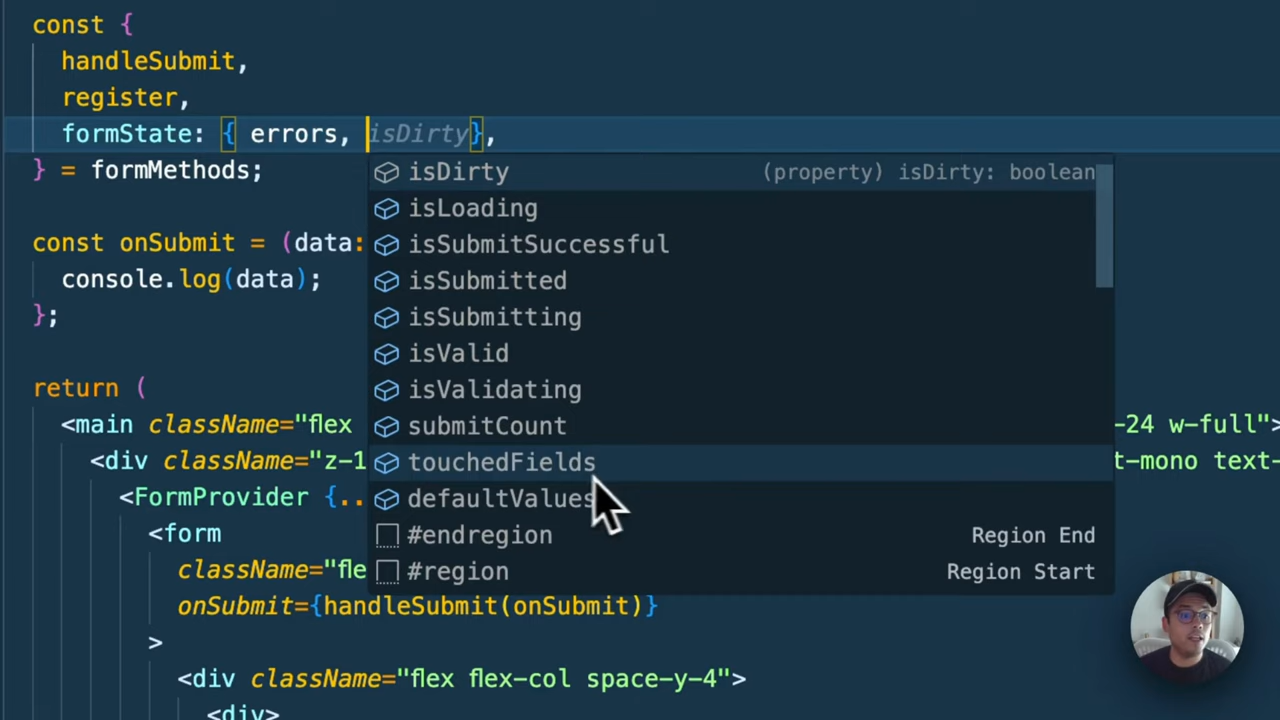 const {
handleSubmit,
register,
formState: { errors, isDirty},
} = formMethods;
isDirty (property) isDirty: boolean
isLoading
const onSubmit = (data: isSubmitSuccessful
console.log(data); isSubmitted
}; isSubmitting
isValid
return ( isValidating
<main className="flex submitCount -24 w-full">
<div className="z-1 touchedFields t-mono text-
<FormProvider {.. defaultValues
<form #endregion Region End
className="fle #region Region Start
onSubmit={handleSubmit(onSubmit)}
>
<div className="flex flex-col space-y-4">
<div>